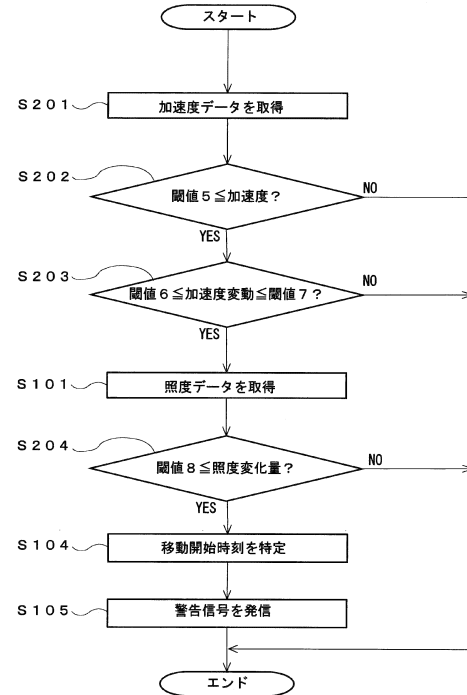 スタート
S201
加速度データを取得
S202
閾値5≦加速度?
NO
YES
S203
閾値6≦加速度変動≦閾値7?
NO
YES
S101
照度データを取得
S204
閾値8≦照度変化量?
NO
YES
S104
移動開始時刻を特定
S105
警告信号を発信
エンド